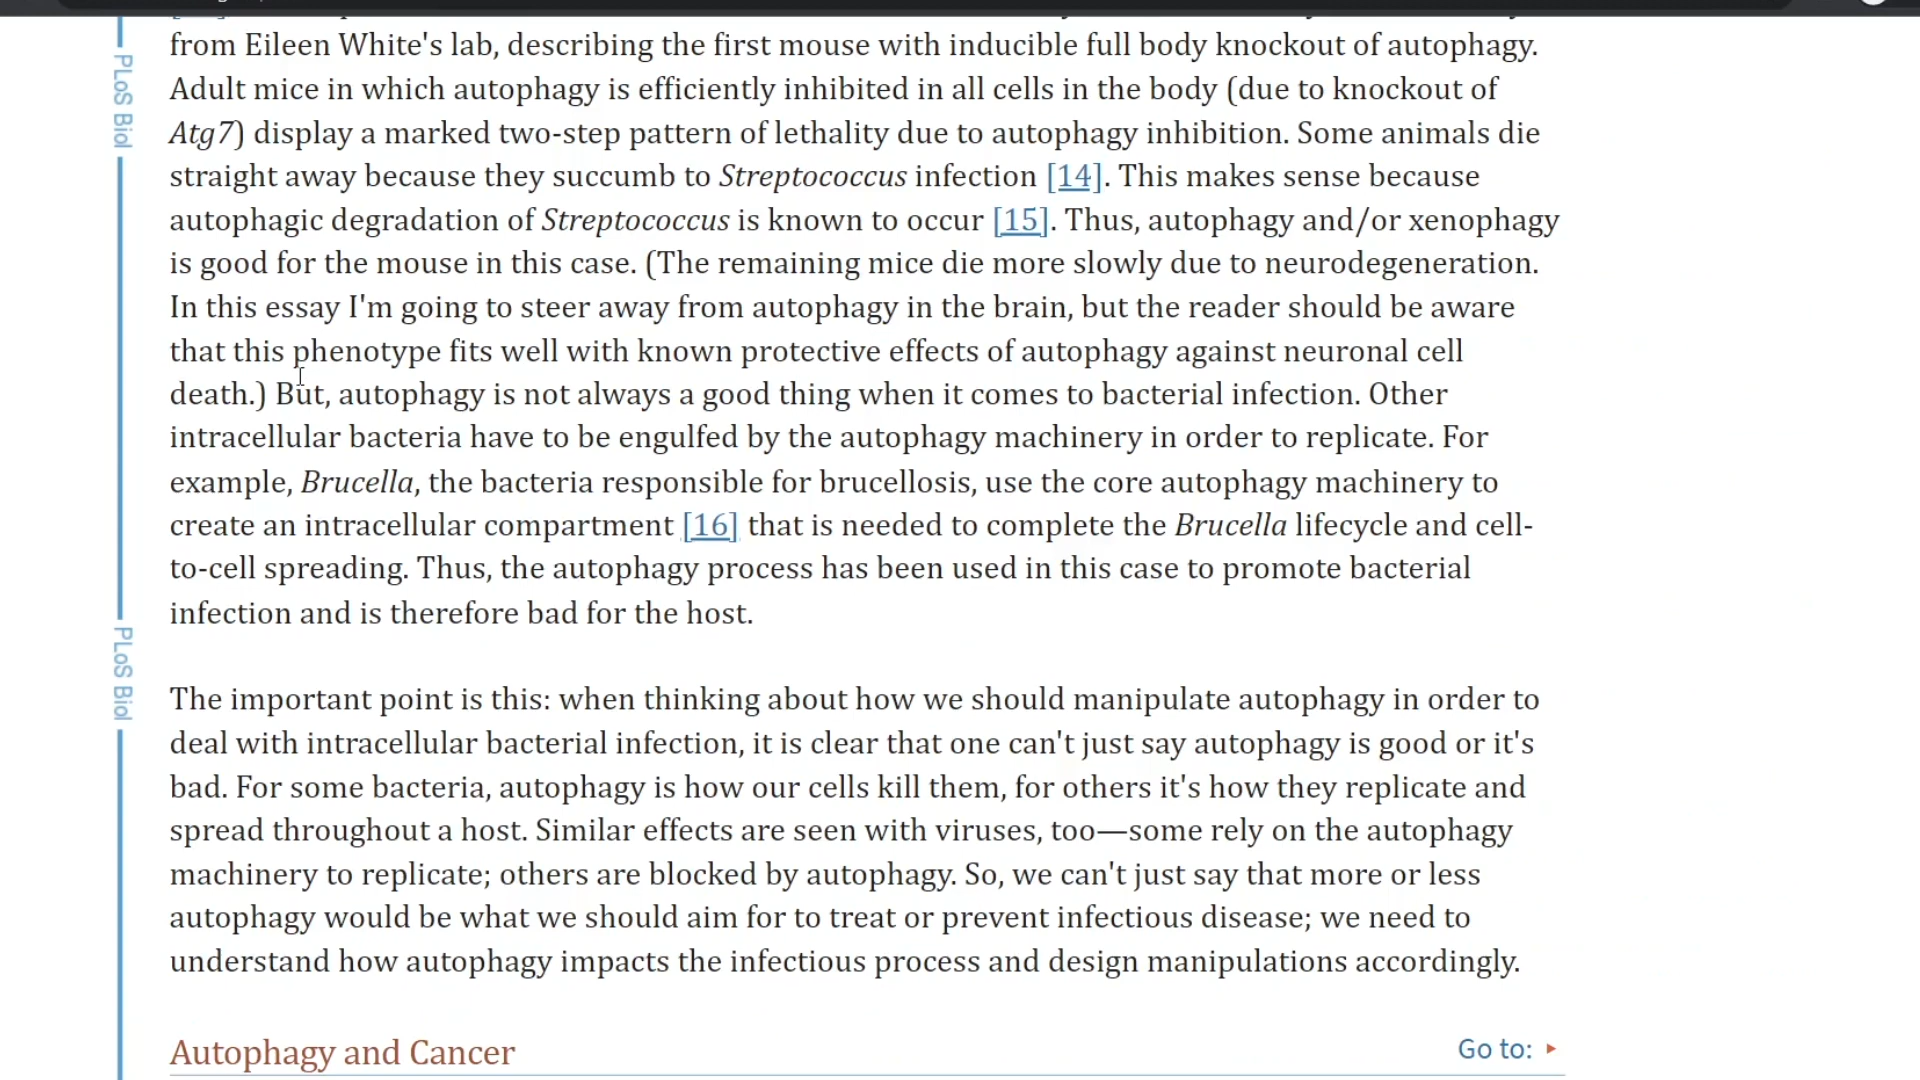 from Eileen White's lab, describing the first mouse with inducible full body knockout of autophagy.
Adult mice in which autophagy is efficiently inhibited in all cells in the body (due to knockout of
Atg7) display a marked two-step pattern of lethality due to autophagy inhibition. Some animals die
straight away because they succumb to Streptococcus infection [14]. This makes sense because
autophagic degradation of Streptococcus is known to occur [15]. Thus, autophagy and/or xenophagy
is good for the mouse in this case. (The remaining mice die more slowly due to neurodegeneration.
In this essay I'm going to steer away from autophagy in the brain, but the reader should be aware
that this phenotype fits well with known protective effects of autophagy against neuronal cell
death.) But, autophagy is not always a good thing when it comes to bacterial infection. Other
intracellular bacteria have to be engulfed by the autophagy machinery in order to replicate. For
example, Brucella, the bacteria responsible for brucellosis, use the core autophagy machinery to
create an intracellular compartment [16] that is needed to complete the Brucella lifecycle and cell-
to-cell spreading. Thus, the autophagy process has been used in this case to promote bacterial
infection and is therefore bad for the host.
The important point is this: when thinking about how we should manipulate autophagy in order to
deal with intracellular bacterial infection, it is clear that one can't just say autophagy is good or it's
bad. For some bacteria, autophagy is how our cells kill them, for others it's how they replicate and
spread throughout a host. Similar effects are seen with viruses, too—some rely on the autophagy
machinery to replicate; others are blocked by autophagy. So, we can't just say that more or less
autophagy would be what we should aim for to treat or prevent infectious disease; we need to
understand how autophagy impacts the infectious process and design manipulations accordingly.
Autophagy and Cancer
Go to:
PLoS Biol
PLoS Biol